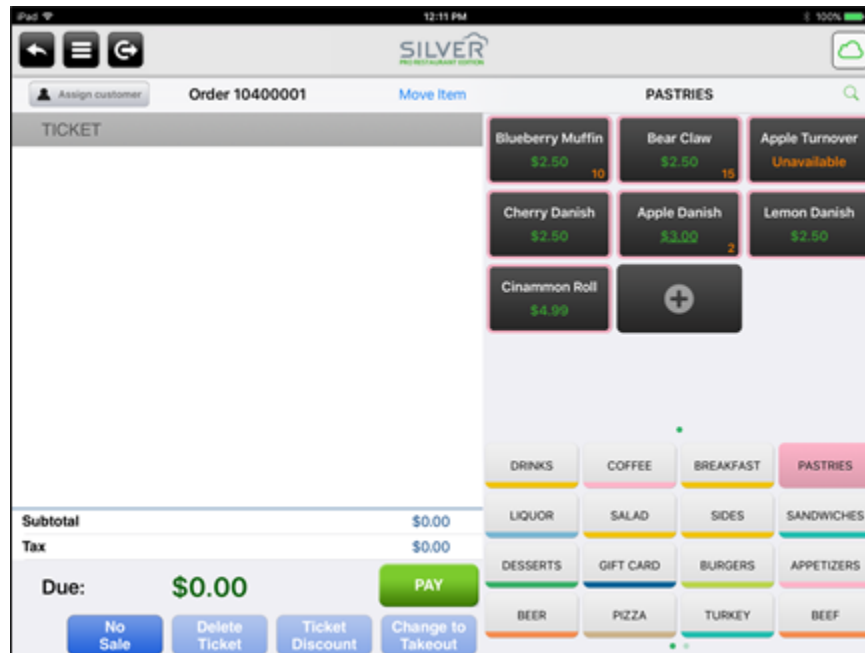 iPad
12:11 PM
100%
SILVER
PRO RESTAURANT EDITION
Assign customer
Order 10400001
Move Item
PASTRIES
TICKET
Blueberry Muffin
$2.50
10
Bear Claw
$2.50
15
Apple Turnover
Unavailable
Cherry Danish
$2.50
Apple Danish
$3.00
2
Lemon Danish
$2.50
Cinammon Roll
$4.99
DRINKS
COFFEE
BREAKFAST
PASTRIES
LIQUOR
SALAD
SIDES
SANDWICHES
DESSERTS
GIFT CARD
BURGERS
APPETIZERS
BEER
PIZZA
TURKEY
BEEF
Subtotal
$0.00
Tax
$0.00
Due:
$0.00
PAY
No
Sale
Delete
Ticket
Ticket
Discount
Change to
Takeout